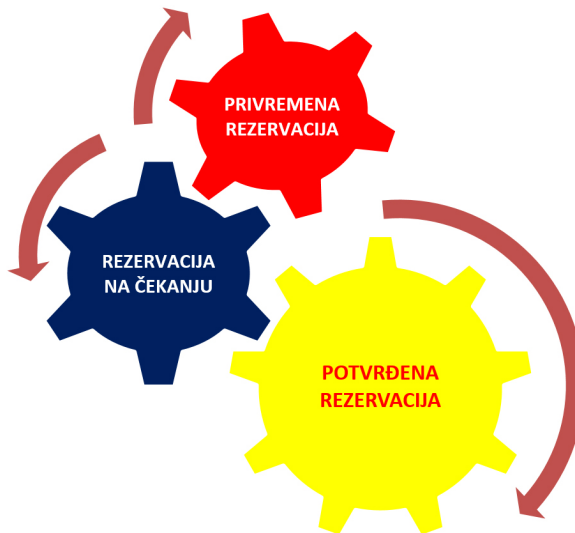 PRIVREMENA
REZERVACIJA
REZERVACIJA
NA ČEKANJU
POTVRĐENA
REZERVACIJA